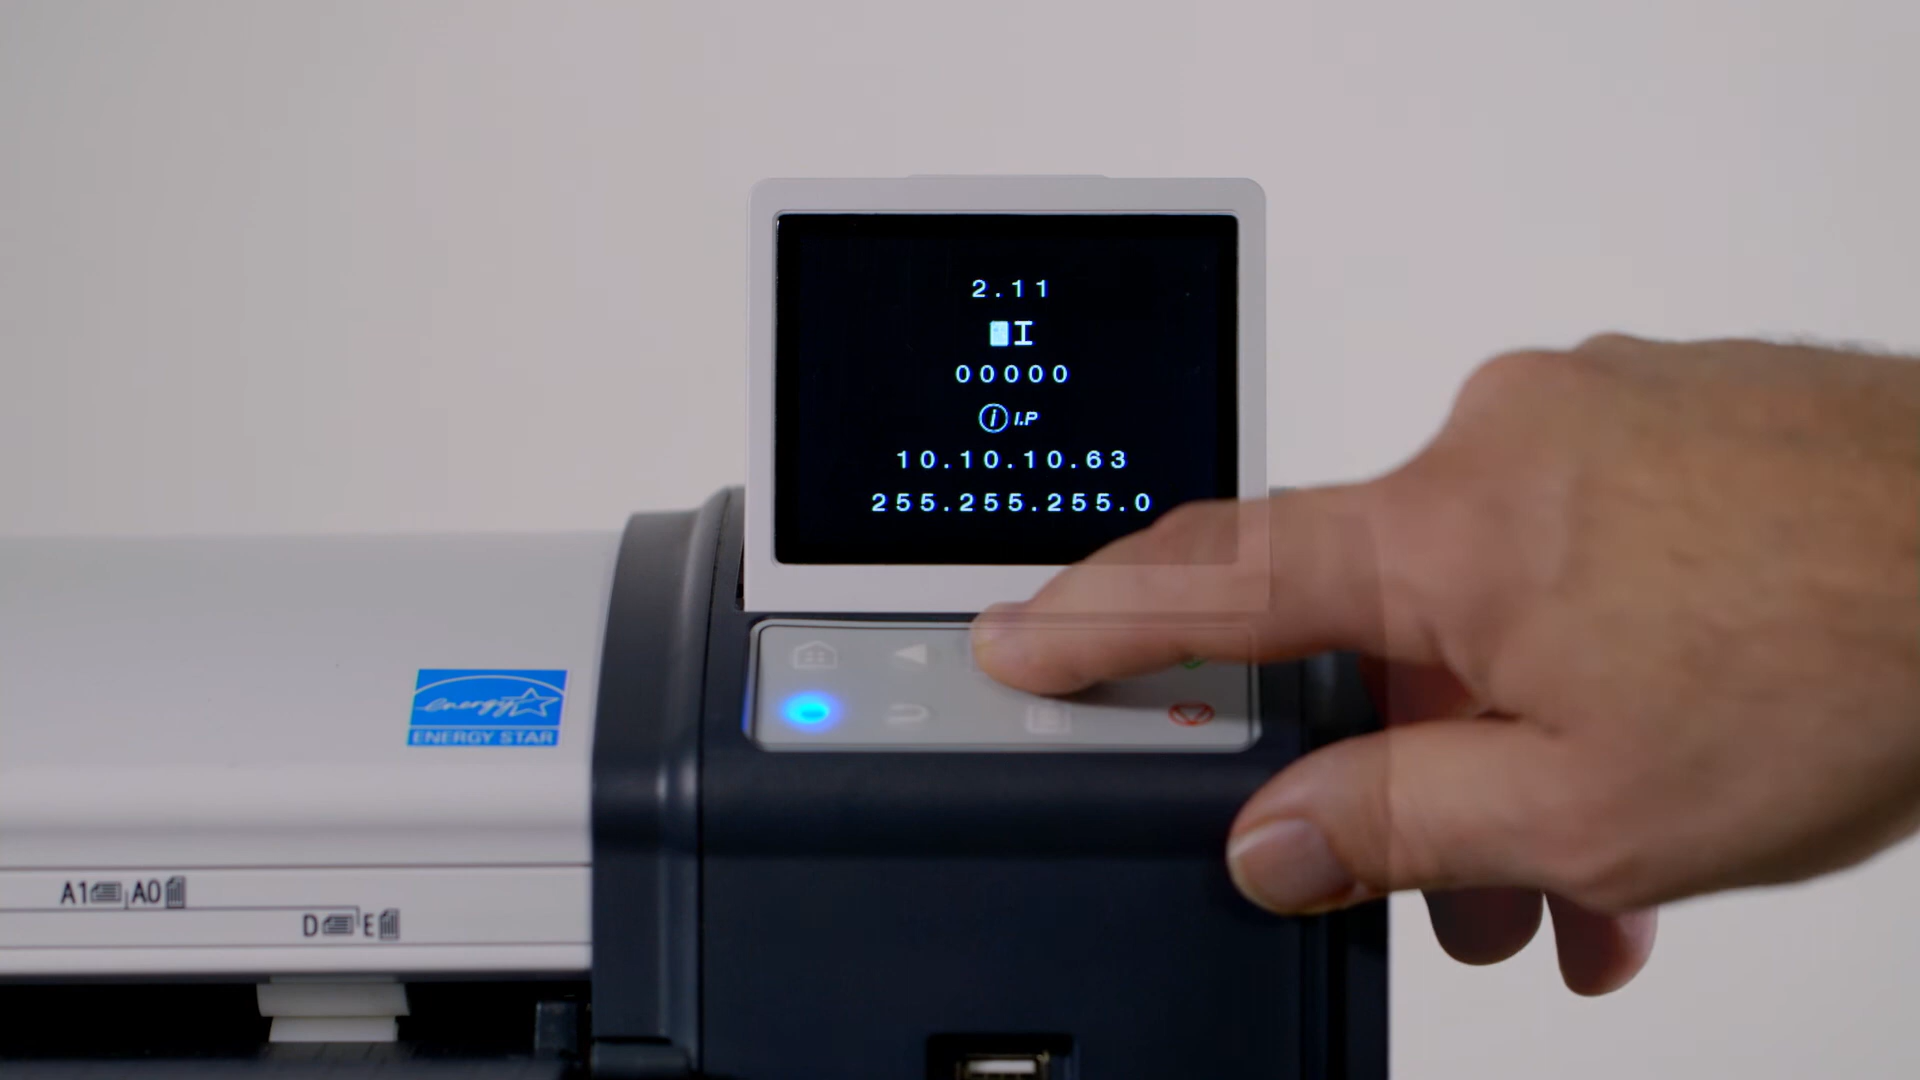 2.11
I
00000
i I.P
10.10.10.63
255.255.255.0
energy
ENERGY STAR
A1 A0
D E